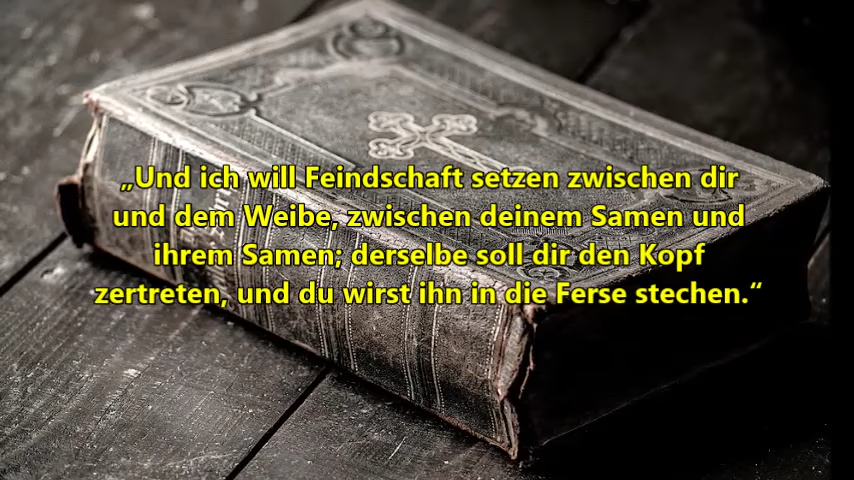 „Und ich will Feindschaft setzen zwischen dir
und dem Weibe, zwischen deinem Samen und
ihrem Samen; derselbe soll dir den Kopf
zertreten, und du wirst ihn in die Ferse stechen.“